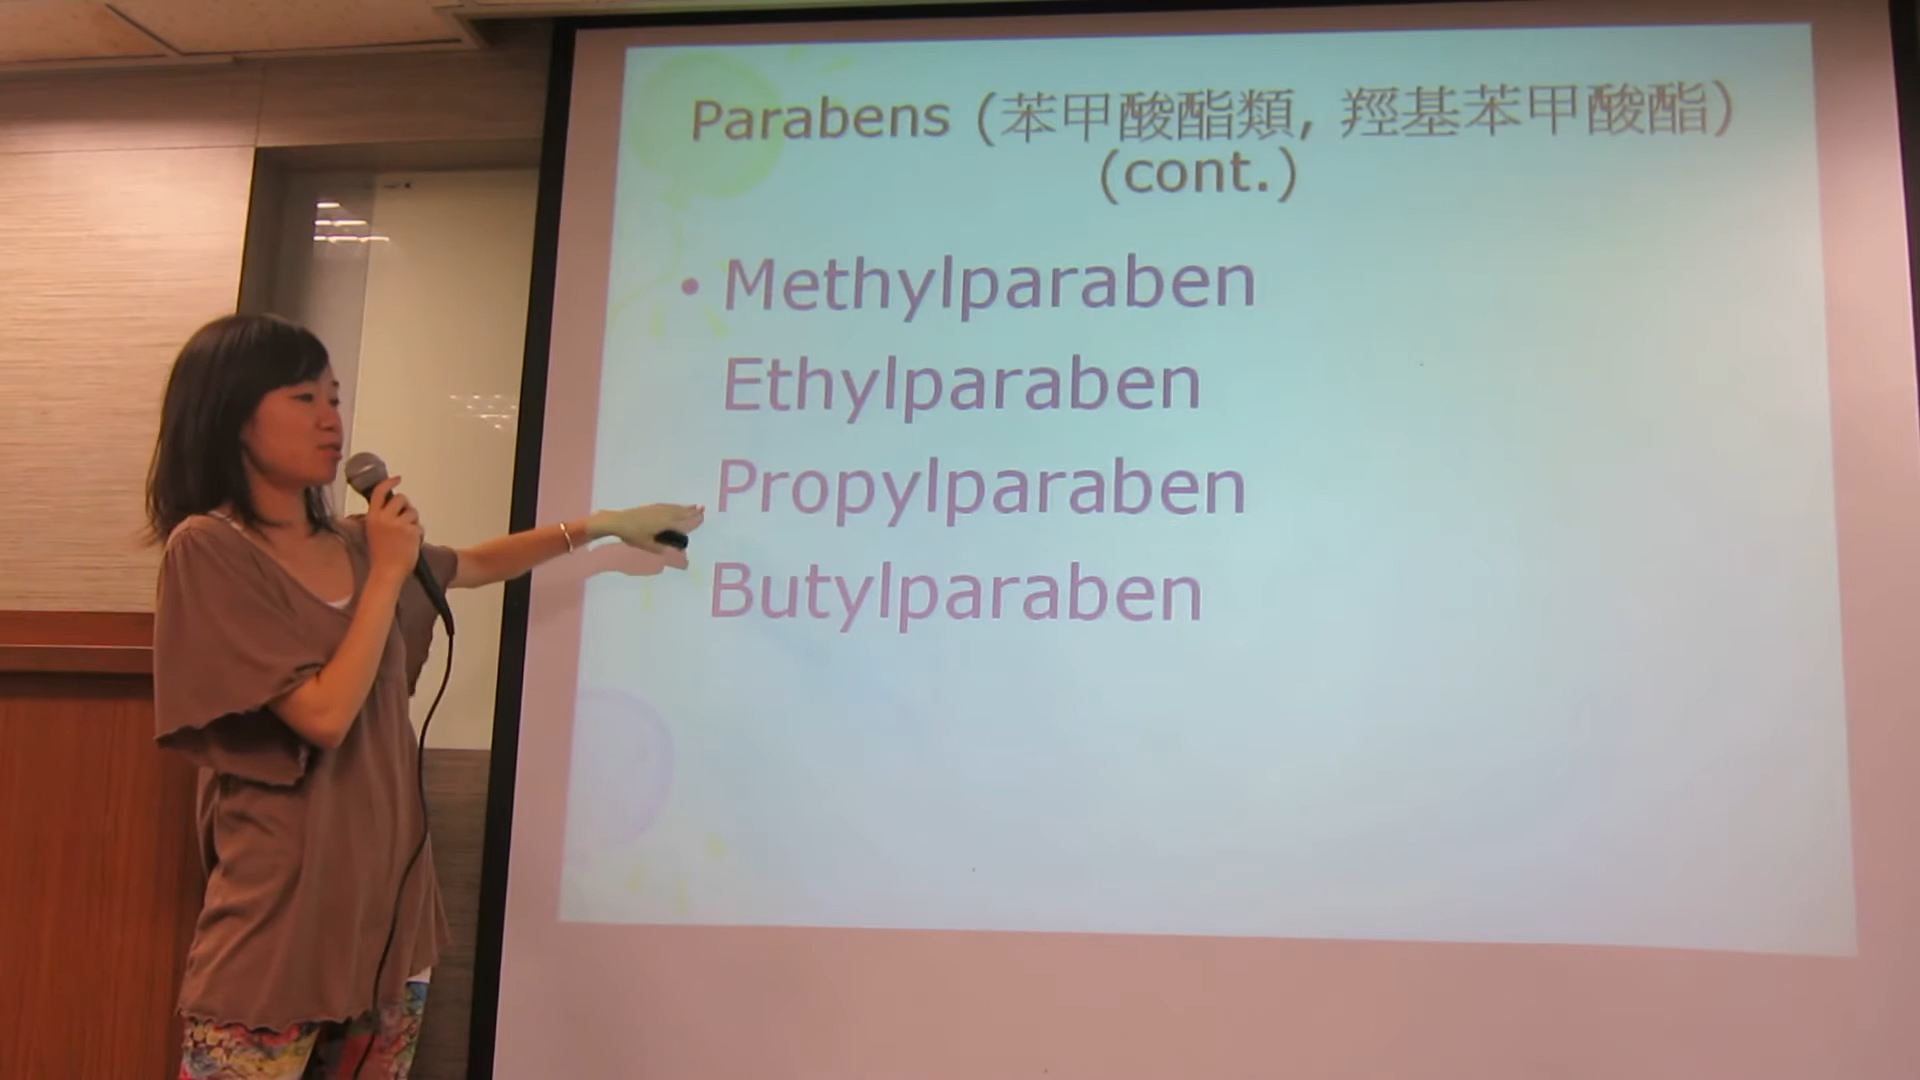 Parabens (苯甲酸酯類, 羥基苯甲酸酯)
(cont.)
• Methylparaben
Ethylparaben
Propylparaben
Butylparaben